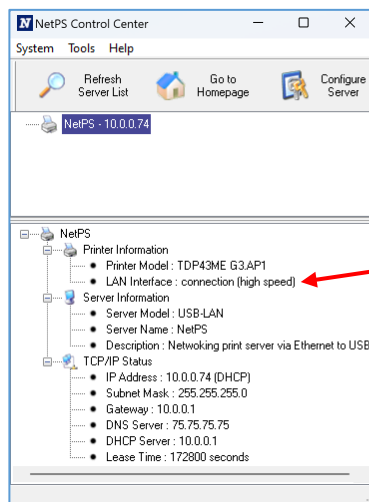 N NetPS Control Center
System Tools Help
Refresh Server List
Go to Homepage
Configure Server
NetPS - 10.0.0.74
NetPS
Printer Information
Printer Model : TDP43ME G3.AP1
LAN Interface : connection (high speed)
Server Information
Server Model : USB-LAN
Server Name : NetPS
Description : Netwoking print server via Ethernet to USB
TCP/IP Status
IP Address : 10.0.0.74 (DHCP)
Subnet Mask : 255.255.255.0
Gateway : 10.0.0.1
DNS Server : 75.75.75.75
DHCP Server : 10.0.0.1
Lease Time : 172800 seconds